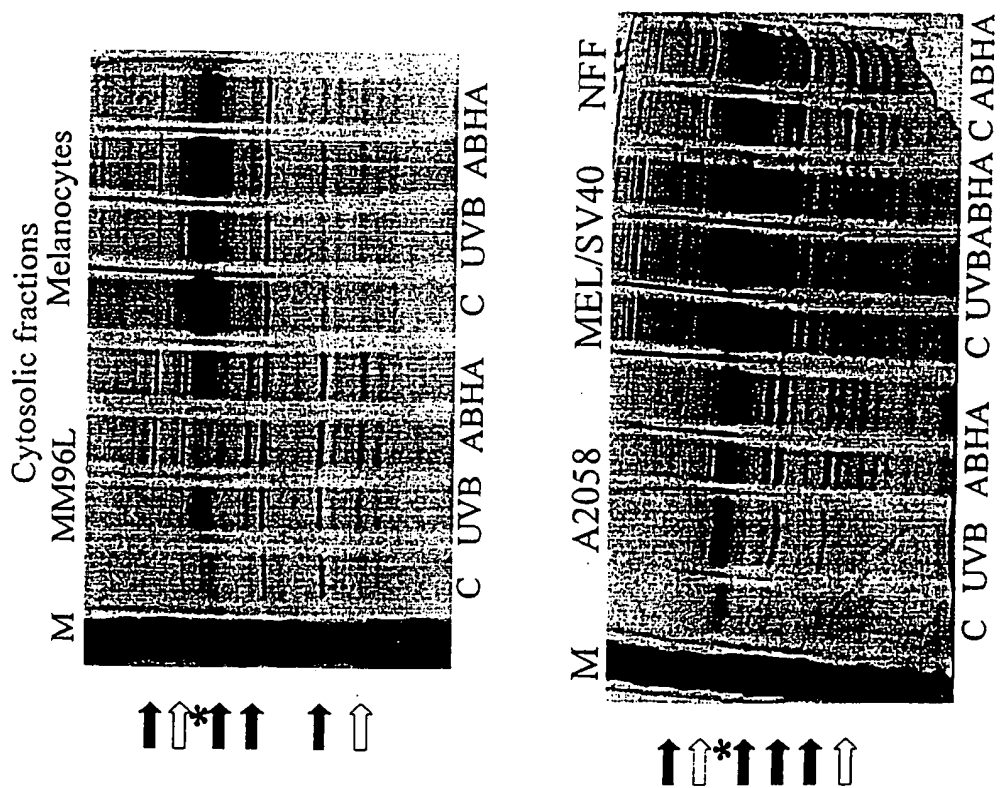 Cytosolic fractions
M MM96L Melanocytes
C UVB ABHA C UVB ABHA
*
M A2058 MEL/SV40 NFF
C UVB ABHA C UVBABHA C ABHA
*